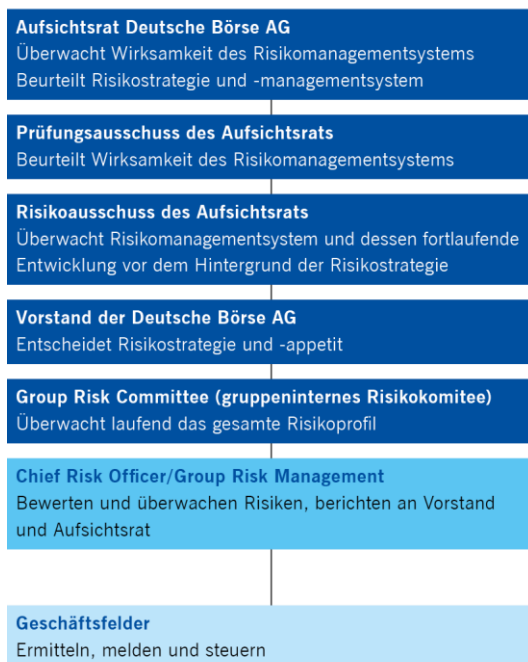 Aufsichtsrat Deutsche Börse AG
Überwacht Wirksamkeit des Risikomanagementsystems
Beurteilt Risikostrategie und -managementsystem
Prüfungsausschuss des Aufsichtsrats
Beurteilt Wirksamkeit des Risikomanagementsystems
Risikoausschuss des Aufsichtsrats
Überwacht Risikomanagementsystem und dessen fortlaufende
Entwicklung vor dem Hintergrund der Risikostrategie
Vorstand der Deutsche Börse AG
Entscheidet Risikostrategie und -appetit
Group Risk Committee (gruppeninternes Risikokomitee)
Überwacht laufend das gesamte Risikoprofil
Chief Risk Officer/Group Risk Management
Bewerten und überwachen Risiken, berichten an Vorstand
und Aufsichtsrat
Geschäftsfelder
Ermitteln, melden und steuern